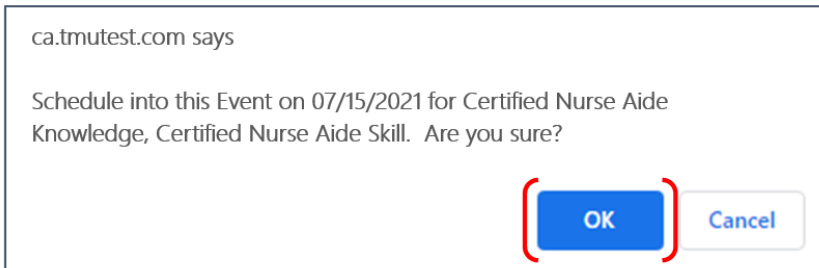 ca.tmutest.com says
Schedule into this Event on 07/15/2021 for Certified Nurse Aide
Knowledge, Certified Nurse Aide Skill.  Are you sure?
OK
Cancel